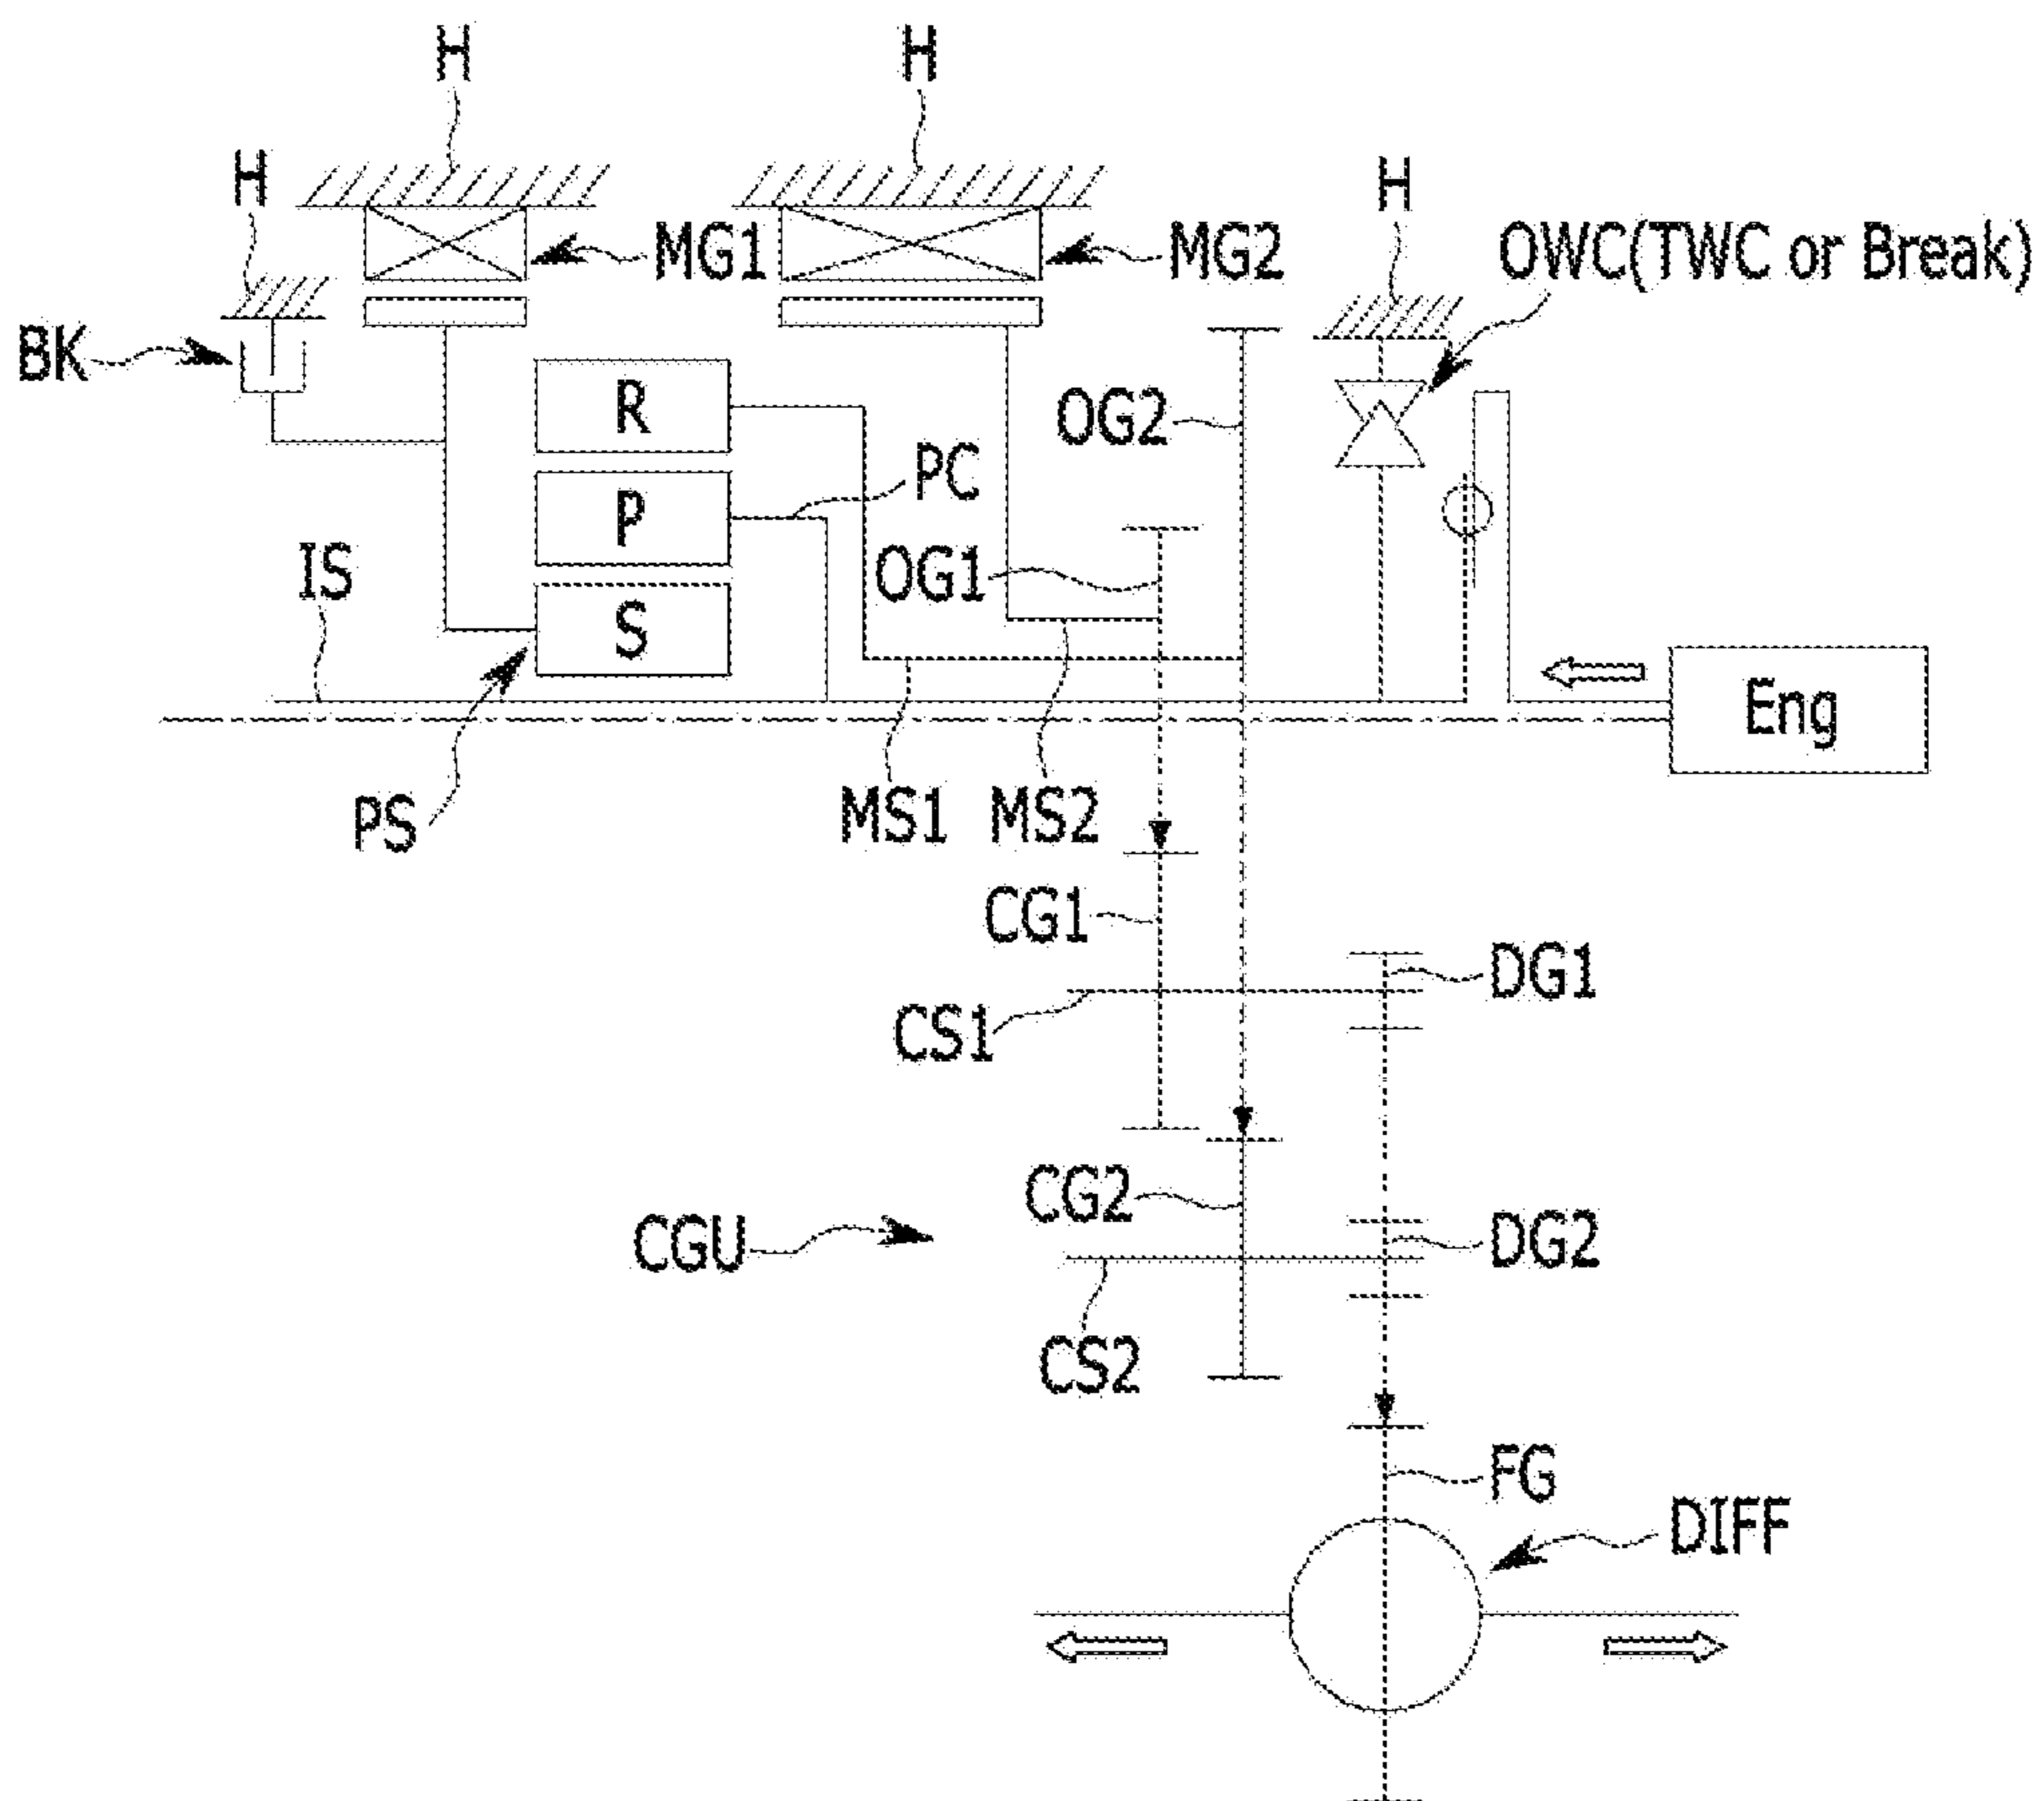 H
H
H
H
MG1
MG2
OWC(TWC or Break)
BK
R
OG2
PC
P
OG1
IS
S
Eng
PS
MS1
MS2
CG1
DG1
CS1
CG2
DG2
CGU
CS2
FG
DIFF